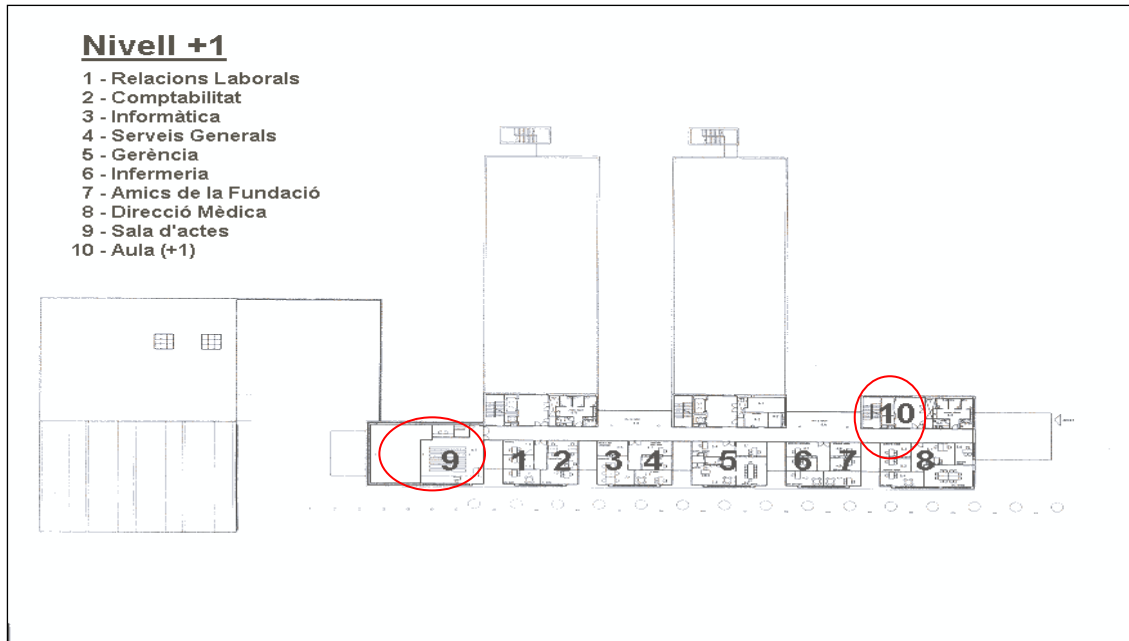 Nivell +1
1 - Relacions Laborals
2 - Comptabilitat
3 - Informàtica
4 - Serveis Generals
5 - Gerència
6 - Infermeria
7 - Amics de la Fundació
8 - Direcció Mèdica
9 - Sala d'actes
10 - Aula (+1)
10
9 1 2 3 4 5 6 7 8